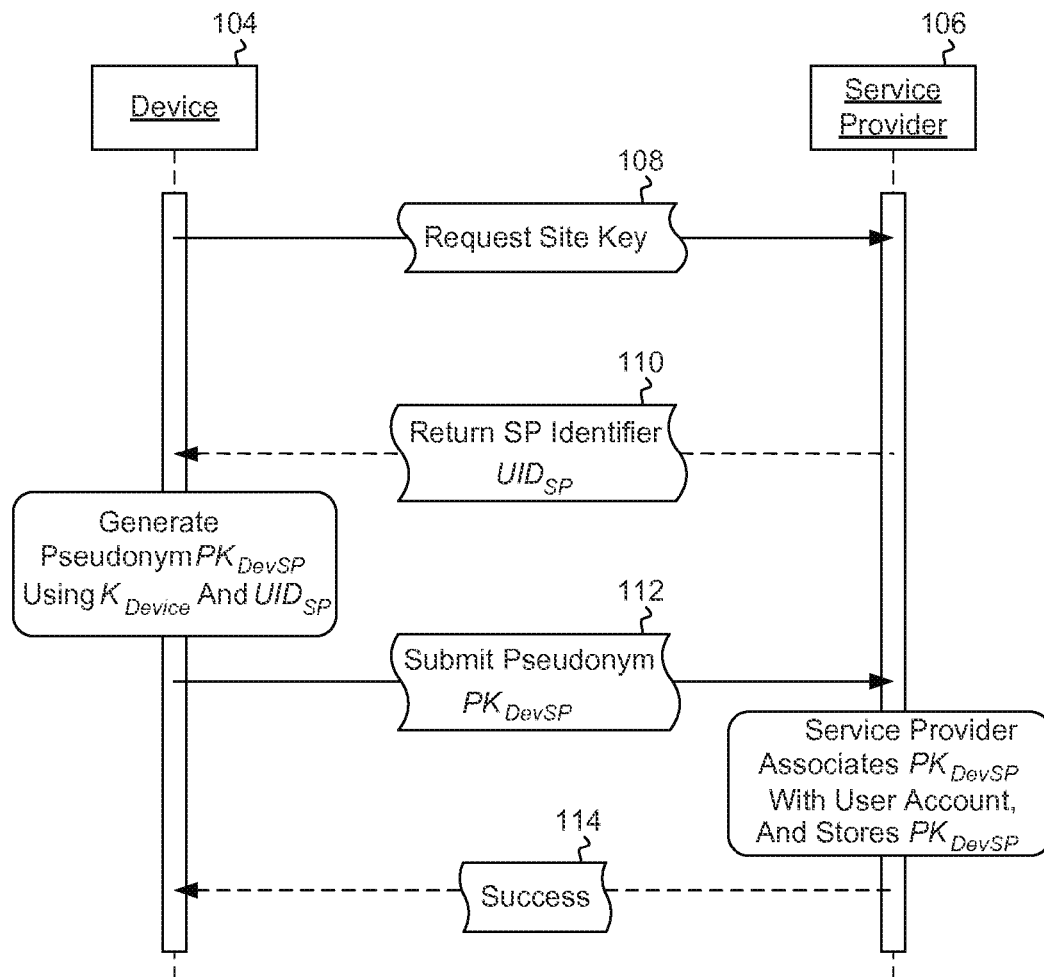 104
106
Device
Service
Provider
108
Request Site Key
110
Return SP Identifier
UID_SP
Generate
Pseudonym PK_DevSP
Using K_Device And UID_SP
112
Submit Pseudonym
PK_DevSP
Service Provider
Associates PK_DevSP
With User Account,
And Stores PK_DevSP
114
Success